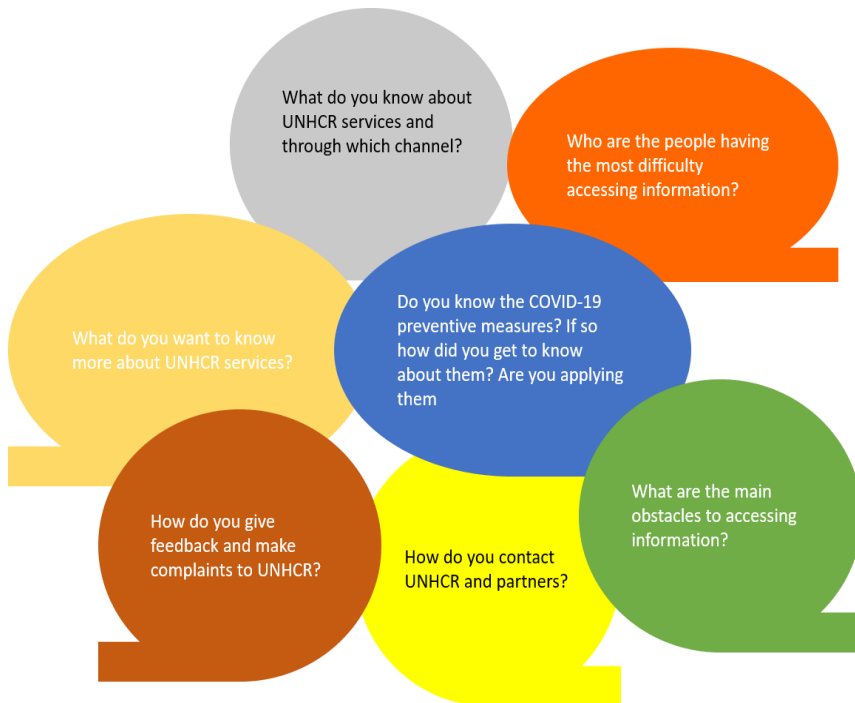 What do you know about
UNHCR services and
through which channel?
Who are the people having
the most difficulty
accessing information?
What do you want to know
more about UNHCR services?
Do you know the COVID-19
preventive measures? If so
how did you get to know
about them? Are you applying
them
How do you give
feedback and make
complaints to UNHCR?
How do you contact
UNHCR and partners?
What are the main
obstacles to accessing
information?